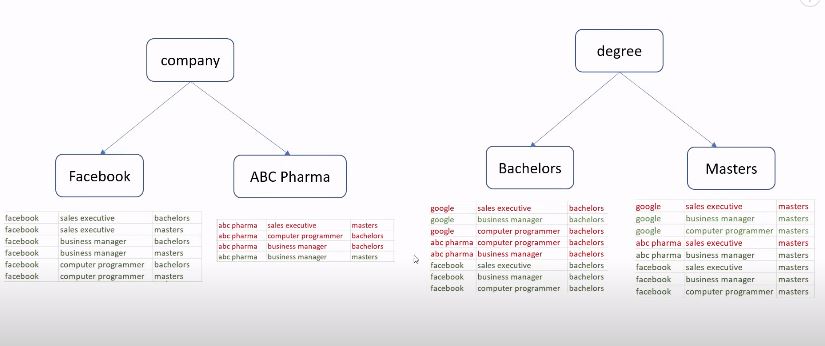 company
Facebook
ABC Pharma
facebook sales executive bachelors
facebook sales executive masters
facebook business manager bachelors
facebook business manager masters
facebook computer programmer bachelors
facebook computer programmer masters
abc pharma sales executive masters
abc pharma computer programmer bachelors
abc pharma business manager bachelors
abc pharma business manager masters
degree
Bachelors
Masters
google sales executive bachelors
google business manager bachelors
google computer programmer bachelors
abc pharma computer programmer bachelors
abc pharma business manager bachelors
facebook sales executive bachelors
facebook business manager bachelors
facebook computer programmer bachelors
google sales executive masters
google business manager masters
google computer programmer masters
abc pharma sales executive masters
abc pharma business manager masters
facebook sales executive masters
facebook business manager masters
facebook computer programmer masters